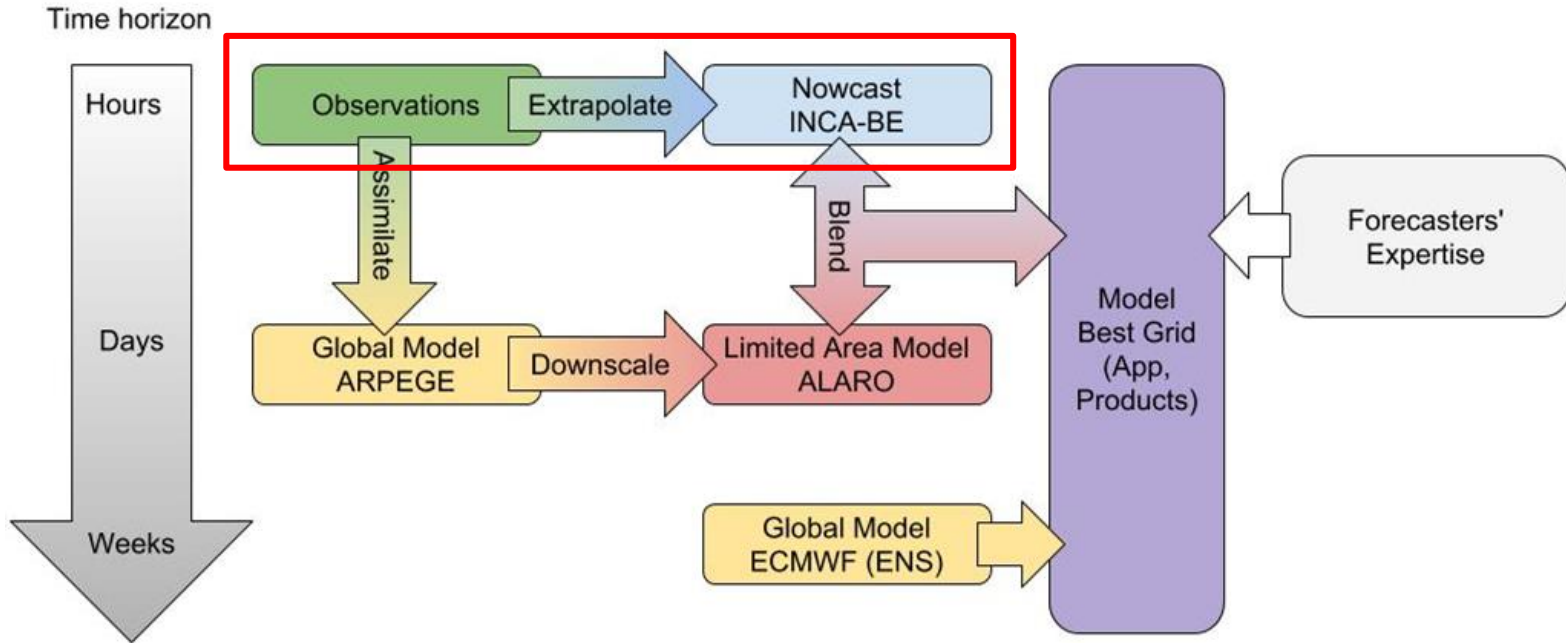 Time horizon
Hours
Observations
Extrapolate
Nowcast
INCA-BE
Assimilate
Blend
Forecasters'
Expertise
Days
Global Model
ARPEGE
Downscale
Limited Area Model
ALARO
Model
Best Grid
(App,
Products)
Weeks
Global Model
ECMWF (ENS)